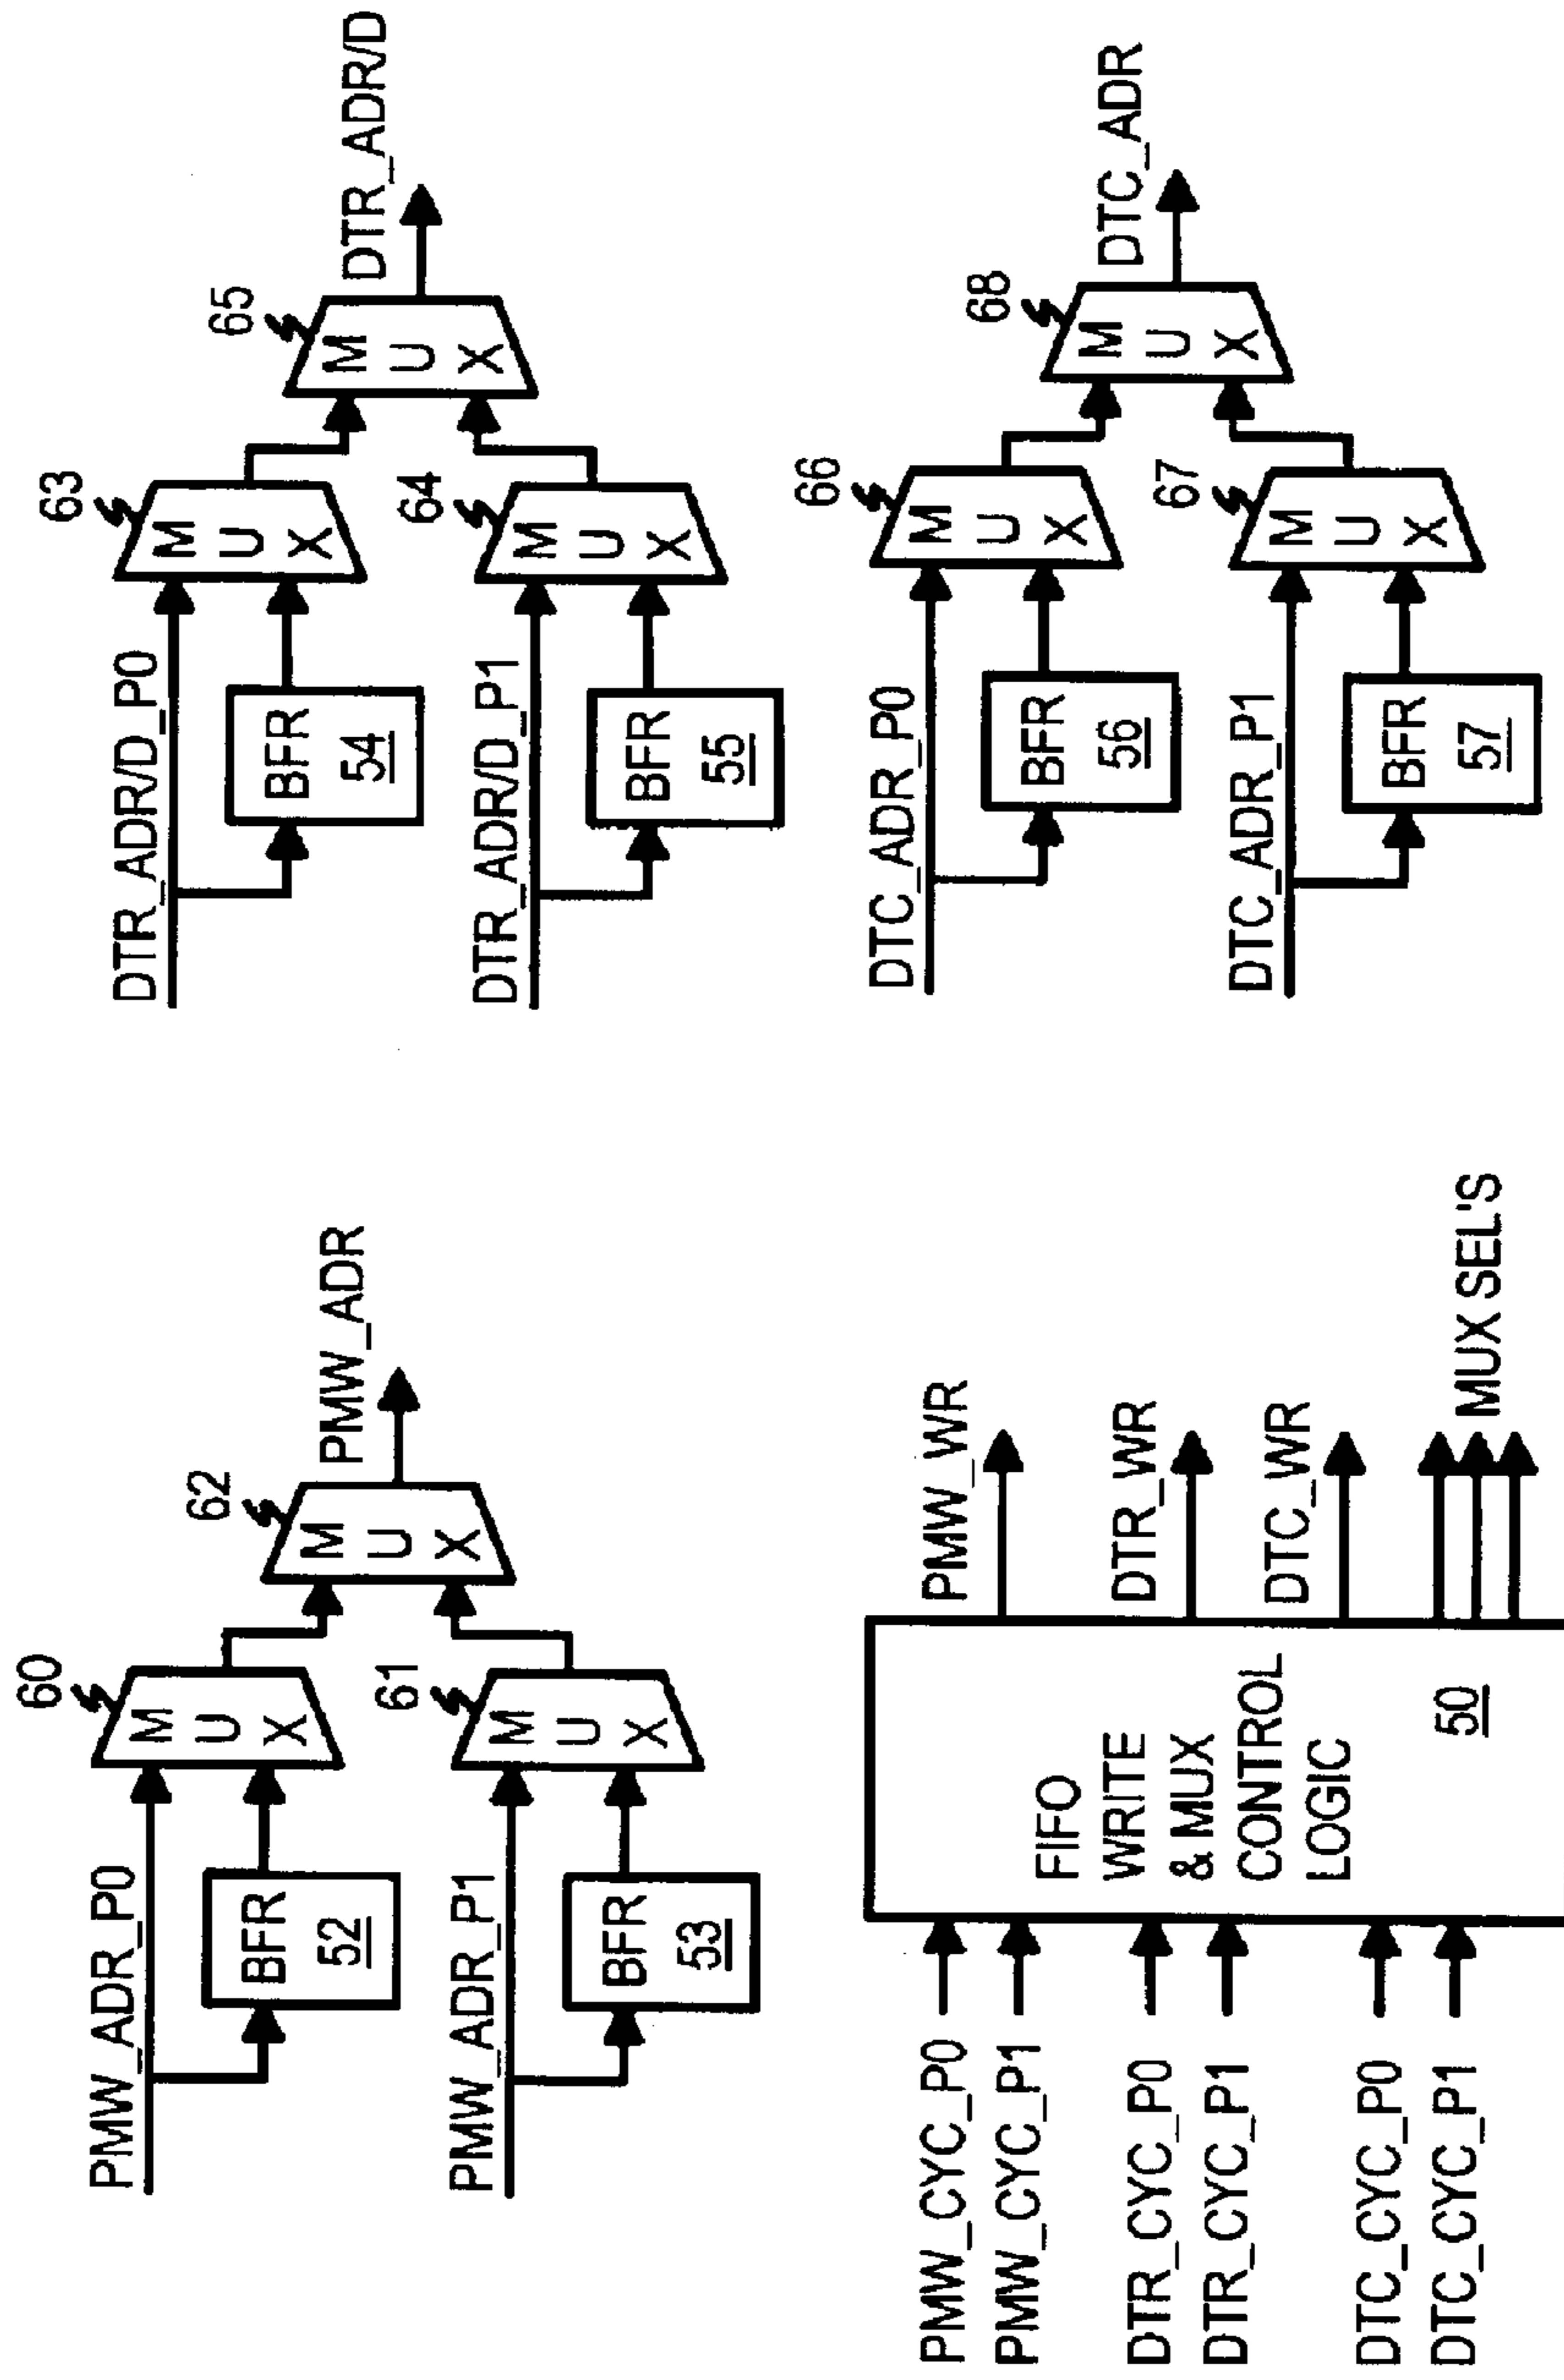 60
PMW_ADR_P0
MUX
BFR
52
62
MUX
PMW_ADR
61
PMW_ADR_P1
MUX
BFR
53
63
DTR_ADR/D_P0
MUX
BFR
54
65
MUX
DTR_ADR/D
64
DTR_ADR/D_P1
MUX
BFR
55
PMW_CYC_P0
PMW_CYC_P1
DTR_CYC_P0
DTR_CYC_P1
DTC_CYC_P0
DTC_CYC_P1
FIFO
WRITE
& MUX
CONTROL
LOGIC
50
PMW_WR
DTR_WR
DTC_WR
MUX SEL'S
66
DTC_ADR_P0
MUX
BFR
56
68
MUX
DTC_ADR
67
DTC_ADR_P1
MUX
BFR
57